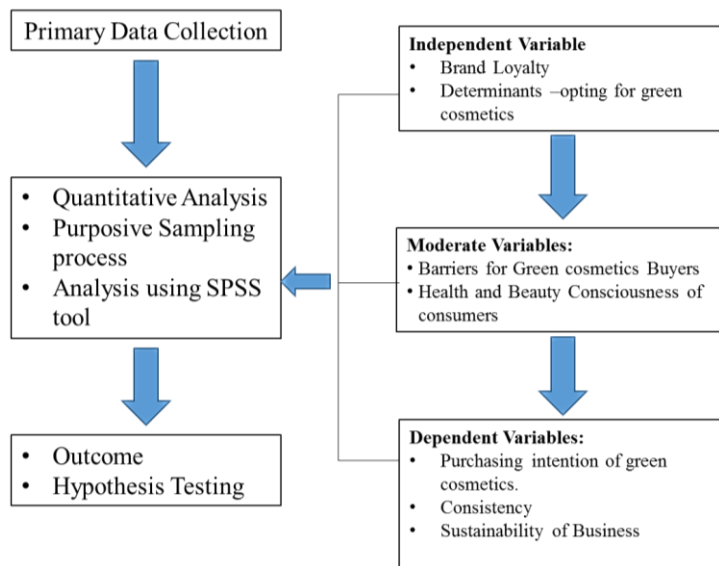 Primary Data Collection
• Quantitative Analysis
• Purposive Sampling
process
• Analysis using SPSS
tool
• Outcome
• Hypothesis Testing
Independent Variable
• Brand Loyalty
• Determinants –opting for green
cosmetics
Moderate Variables:
• Barriers for Green cosmetics Buyers
• Health and Beauty Consciousness of
consumers
Dependent Variables:
• Purchasing intention of green
cosmetics.
• Consistency
• Sustainability of Business